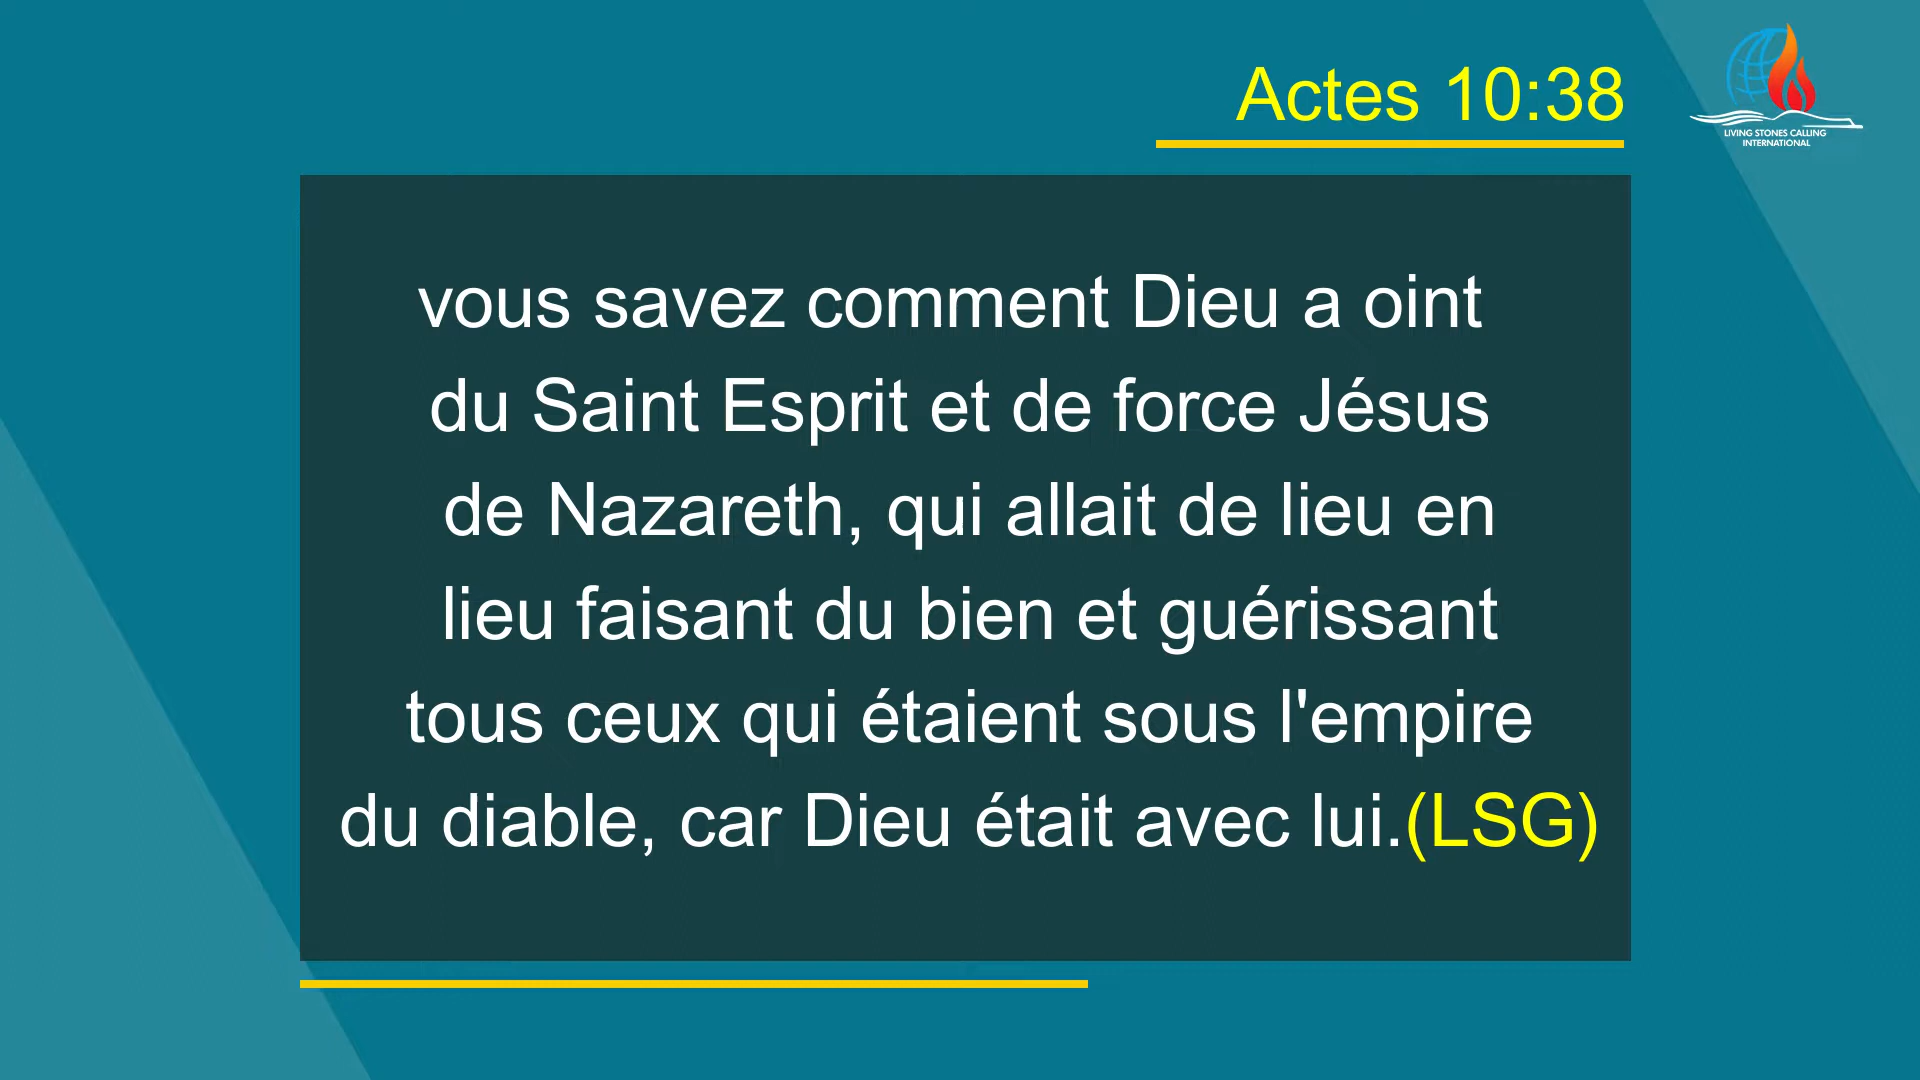 Actes 10:38
LIVING STONES CALLING
INTERNATIONAL
vous savez comment Dieu a oint
du Saint Esprit et de force Jésus
de Nazareth, qui allait de lieu en
lieu faisant du bien et guérissant
tous ceux qui étaient sous l'empire
du diable, car Dieu était avec lui.(LSG)